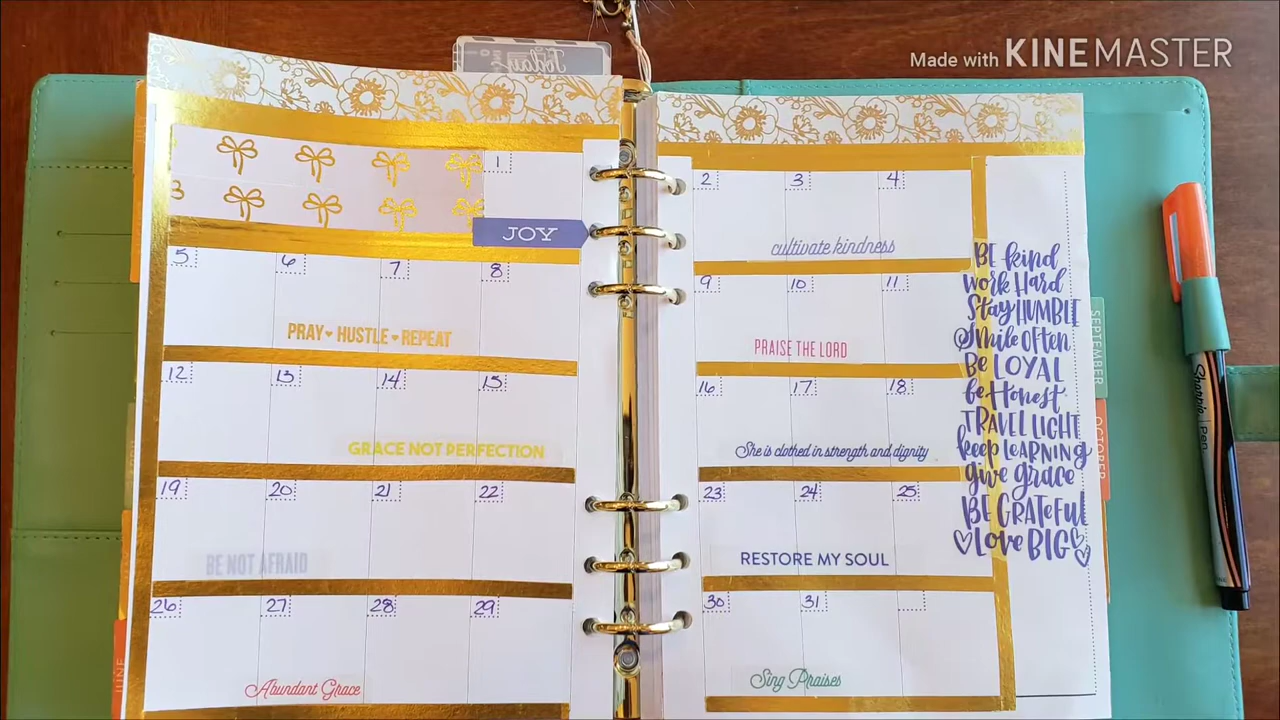 Made with KINEMASTER
Today
1
JOY
2 3 4
cultivate kindness
5 6 7 8
PRAY HUSTLE REPEAT
9 10 11
PRAISE THE LORD
12 13 14 15
GRACE NOT PERFECTION
16 17 18
She is clothed in strength and dignity
19 20 21 22
BE NOT AFRAID
23 24 25
RESTORE MY SOUL
26 27 28 29
Abundant Grace
30 31
Sing Praises
BE kind
work Hard
Stay HUMBLE
Smile often
Be LOYAL
be Honest
TRAVEL LIGHT
keep LEARNING
give grace
BE GRATEFUL
Love BIG
SEPTEMBER
OCTOBER
JUNE
Sharpie Pen